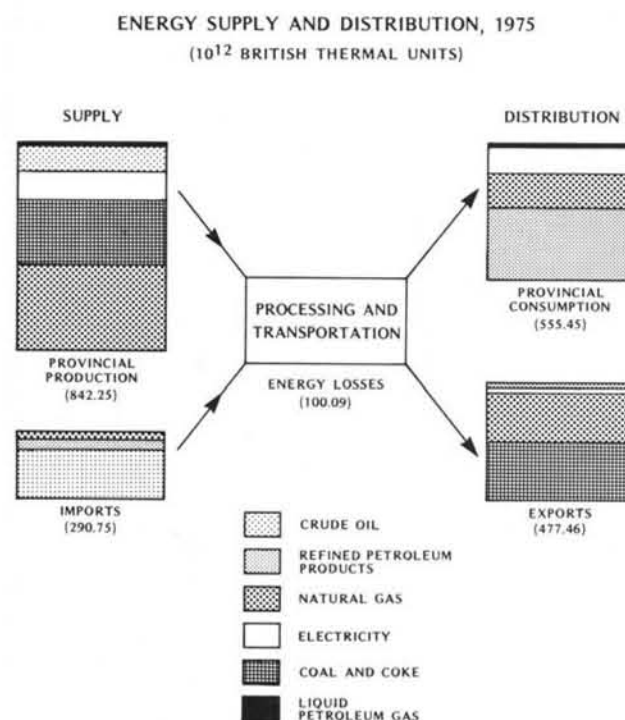 ENERGY SUPPLY AND DISTRIBUTION, 1975
(10¹² BRITISH THERMAL UNITS)
SUPPLY
PROVINCIAL
PRODUCTION
(842.25)
IMPORTS
(290.75)
PROCESSING AND
TRANSPORTATION
ENERGY LOSSES
(100.09)
DISTRIBUTION
PROVINCIAL
CONSUMPTION
(555.45)
EXPORTS
(477.46)
CRUDE OIL
REFINED PETROLEUM
PRODUCTS
NATURAL GAS
ELECTRICITY
COAL AND COKE
LIQUID
PETROLEUM GAS